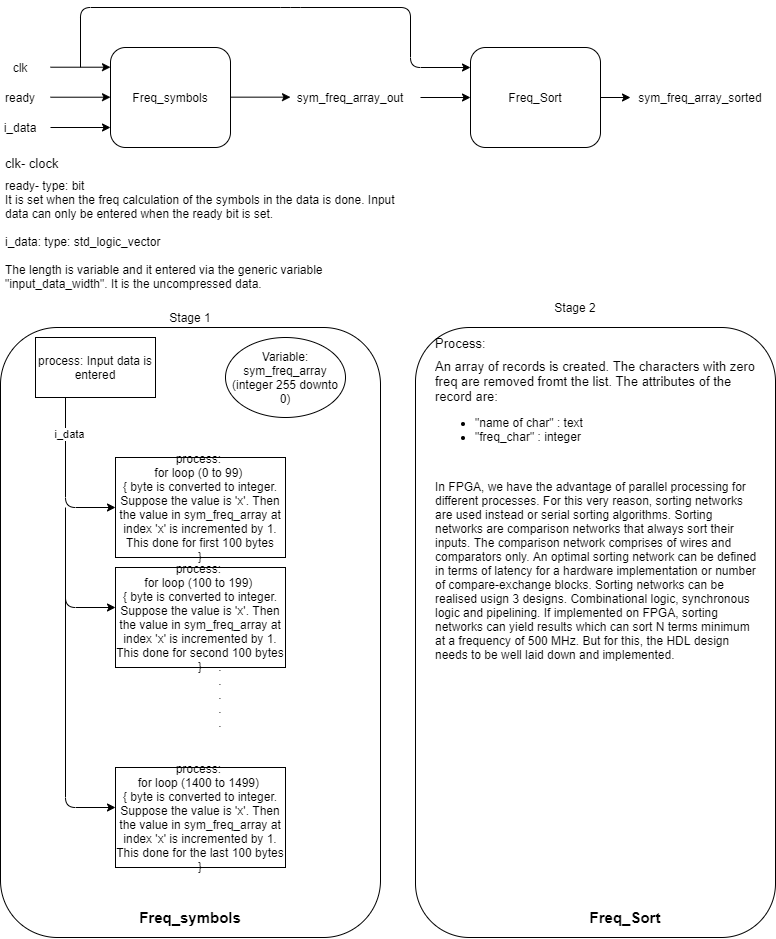 clk
ready
i_data
Freq_symbols
sym_freq_array_out
Freq_Sort
sym_freq_array_sorted
clk- clock
ready- type: bit
It is set when the freq calculation of the symbols in the data is done. Input
data can only be entered when the ready bit is set.
i_data: type: std_logic_vector
The length is variable and it entered via the generic variable
"input_data_width". It is the uncompressed data.
Stage 1
process: Input data is
entered
Variable:
sym_freq_array
(integer 255 downto
0)
i_data
process:
for loop (0 to 99)
{ byte is converted to integer.
Suppose the value is 'x'. Then
the value in sym_freq_array at
index 'x' is incremented by 1.
This done for first 100 bytes
}
process:
for loop (100 to 199)
{ byte is converted to integer.
Suppose the value is 'x'. Then
the value in sym_freq_array at
index 'x' is incremented by 1.
This done for second 100 bytes
}
.
.
.
.
.
process:
for loop (1400 to 1499)
{ byte is converted to integer.
Suppose the value is 'x'. Then
the value in sym_freq_array at
index 'x' is incremented by 1.
This done for the last 100 bytes
}
Freq_symbols
Stage 2
Process:
An array of records is created. The characters with zero
freq are removed fromt the list. The attributes of the
record are:
• "name of char" : text
• "freq_char" : integer
In FPGA, we have the advantage of parallel processing for
different processes. For this very reason, sorting networks
are used instead or serial sorting algorithms. Sorting
networks are comparison networks that always sort their
inputs. The comparison network comprises of wires and
comparators only. An optimal sorting network can be defined
in terms of latency for a hardware implementation or number
of compare-exchange blocks. Sorting networks can be
realised usign 3 designs. Combinational logic, synchronous
logic and pipelining. If implemented on FPGA, sorting
networks can yield results which can sort N terms minimum
at a frequency of 500 MHz. But for this, the HDL design
needs to be well laid down and implemented.
Freq_Sort